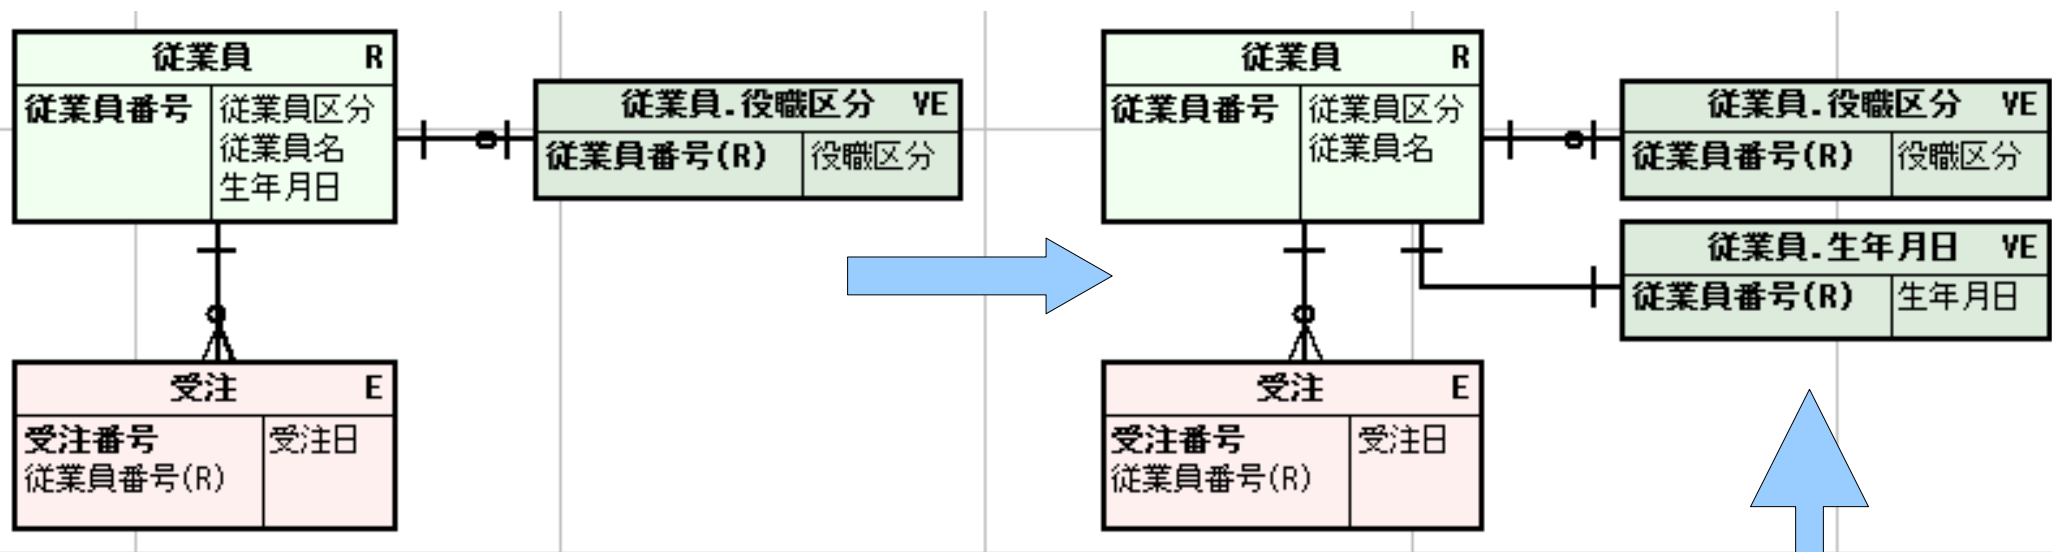 従業員 R
従業員番号
従業員区分
従業員名
生年月日
従業員.役職区分 VE
従業員番号(R)
役職区分
受注 E
受注番号
従業員番号(R)
受注日
従業員 R
従業員番号
従業員区分
従業員名
従業員.役職区分 VE
従業員番号(R)
役職区分
従業員.生年月日 VE
従業員番号(R)
生年月日
受注 E
受注番号
従業員番号(R)
受注日